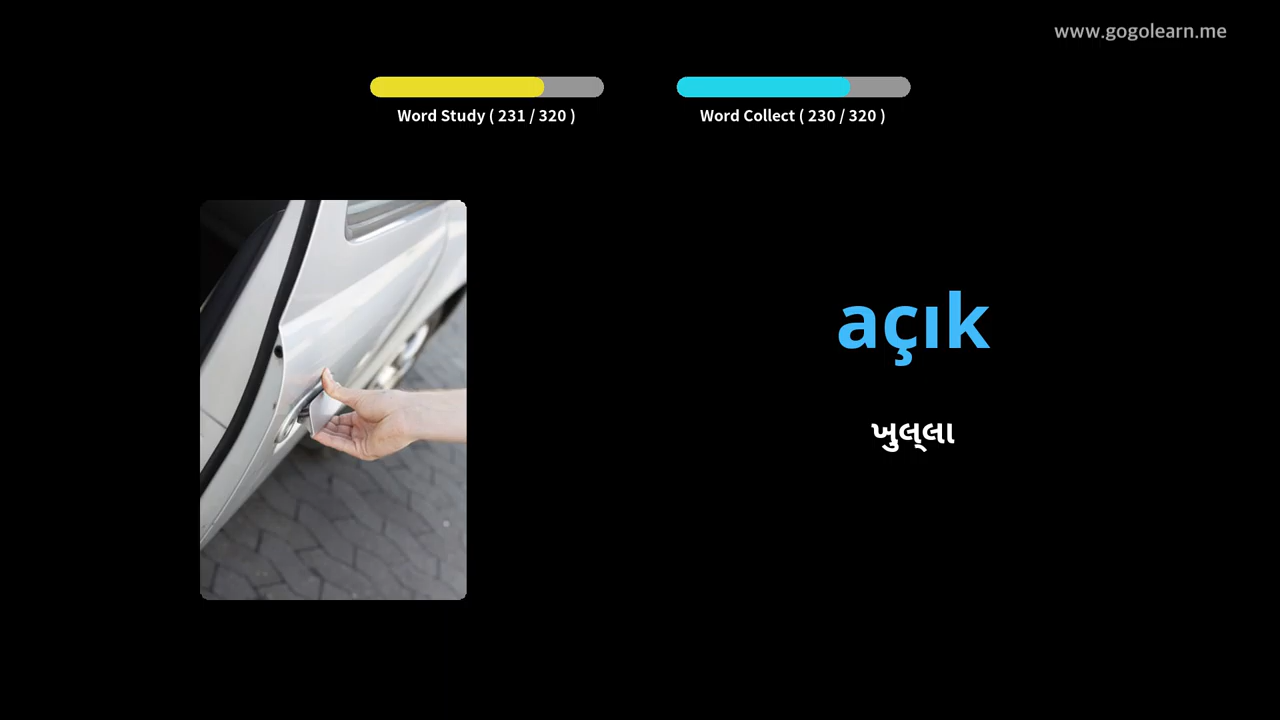 www.gogolearn.me
Word Study ( 231 / 320 )
Word Collect ( 230 / 320 )
açık
ખુલ્લા